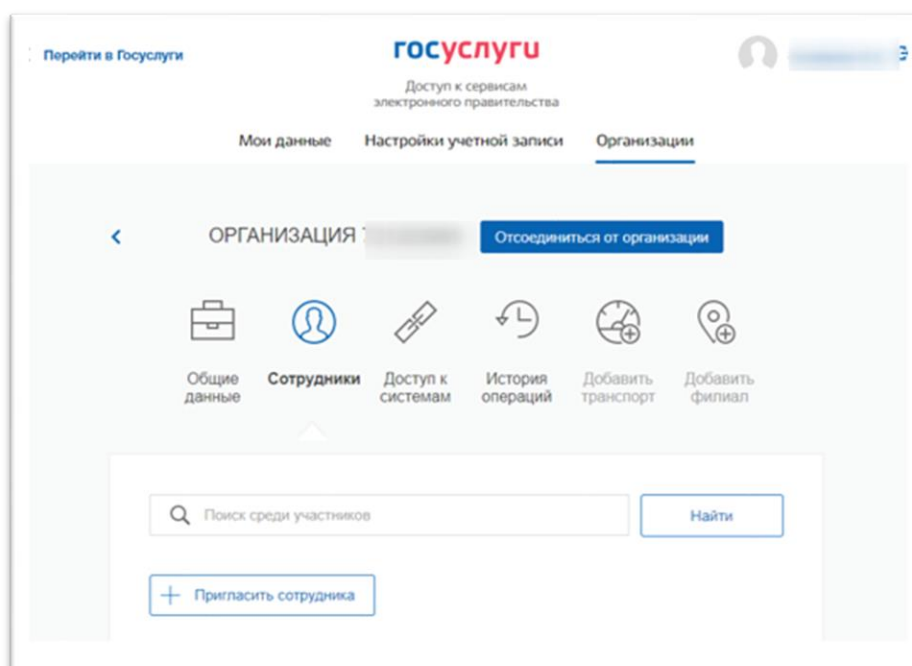 Перейти в Госуслуги
госуслуги
Доступ к сервисам
электронного правительства
Мои данные Настройки учетной записи Организации
ОРГАНИЗАЦИЯ Отсоединиться от организации
Общие данные
Сотрудники
Доступ к системам
История операций
Добавить транспорт
Добавить филиал
Поиск среди участников Найти
Пригласить сотрудника